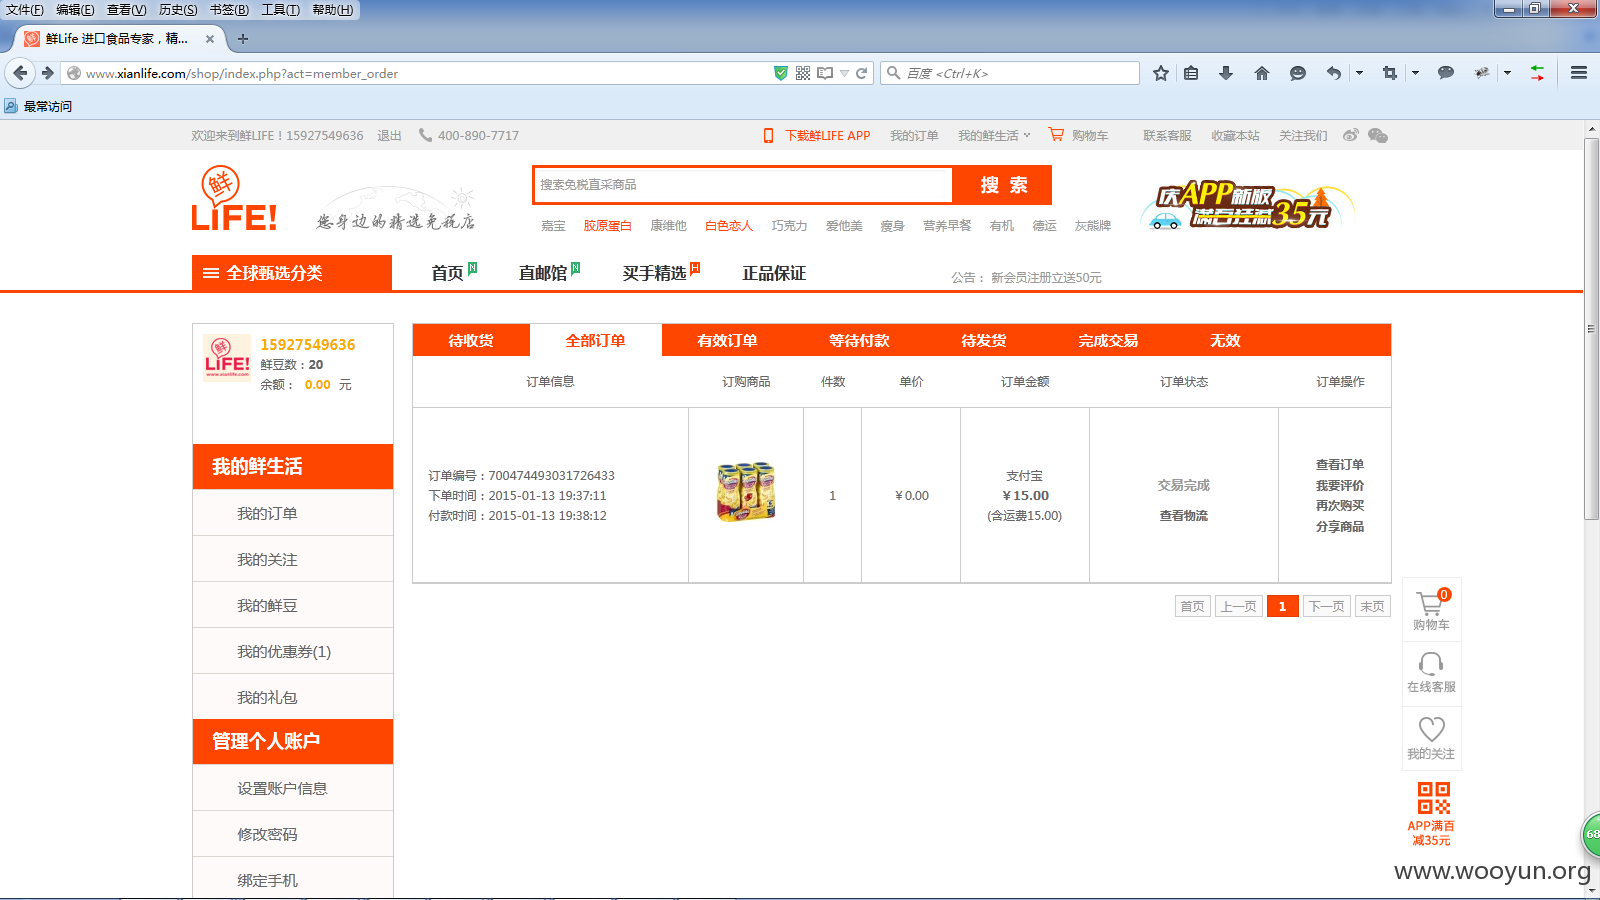 文件(F) 编辑(E) 查看(V) 历史(S) 书签(B) 工具(T) 帮助(H)
鲜Life 进口食品专家，精...
www.xianlife.com/shop/index.php?act=member_order
百度 <Ctrl+K>
最常访问
欢迎来到鲜LIFE！15927549636 退出 400-890-7717 下载鲜LIFE APP 我的订单 我的鲜生活 购物车 联系客服 收藏本站 关注我们
鲜
LIFE!
您身边的精选免税店
搜索免税直采商品
搜 索
庆APP新版
满百狂减35元
嘉宝 胶原蛋白 康维他 白色恋人 巧克力 爱他美 瘦身 营养早餐 有机 德运 灰熊牌
全球甄选分类 首页 N 直邮馆 N 买手精选 H 正品保证
公告： 新会员注册立送50元
鲜
LIFE!
www.xianlife.com
15927549636
鲜豆数：20
余额： 0.00 元
我的鲜生活
我的订单
我的关注
我的鲜豆
我的优惠券(1)
我的礼包
管理个人账户
设置账户信息
修改密码
绑定手机
待收货 全部订单 有效订单 等待付款 待发货 完成交易 无效
订单信息 订购商品 件数 单价 订单金额 订单状态 订单操作
订单编号：700474493031726433
下单时间：2015-01-13 19:37:11
付款时间：2015-01-13 19:38:12
1
￥0.00
支付宝
￥15.00
(含运费15.00)
交易完成
查看物流
查看订单
我要评价
再次购买
分享商品
首页 上一页 1 下一页 末页
0
购物车
在线客服
我的关注
APP满百
减35元
68
www.wooyun.org